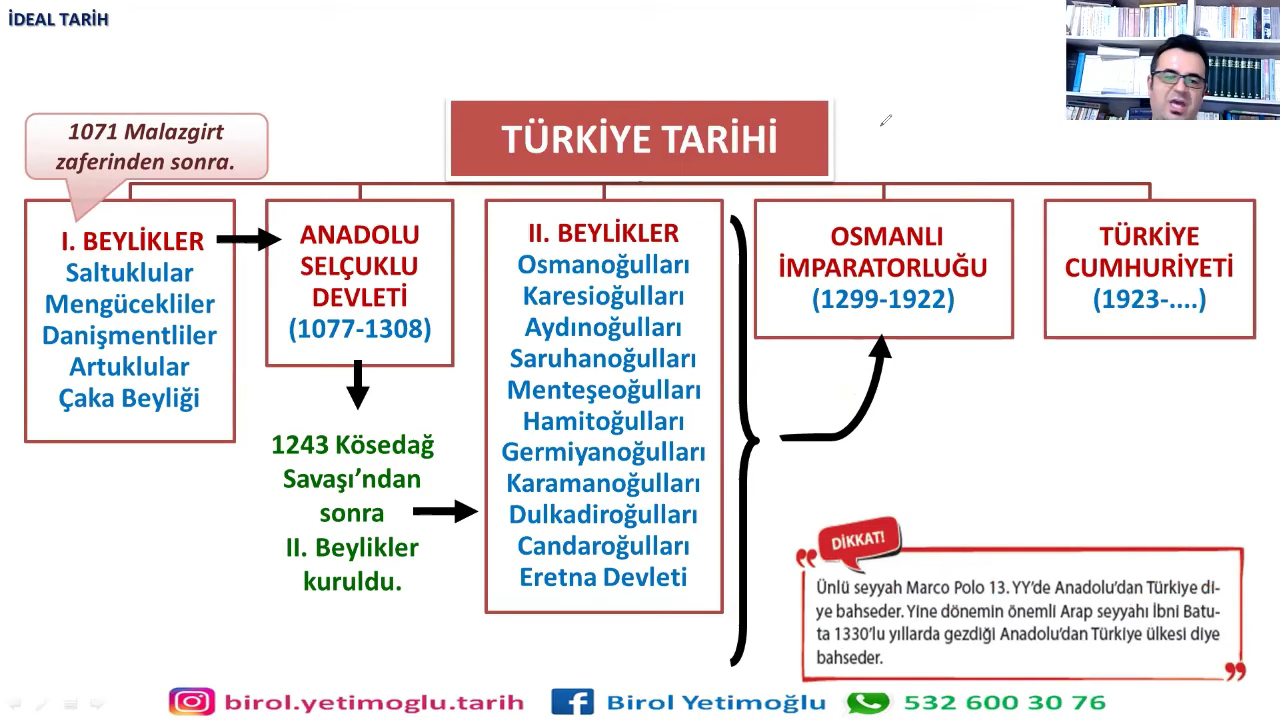 İDEAL TARİH
TÜRKİYE TARİHİ
1071 Malazgirt
zaferinden sonra.
I. BEYLİKLER
Saltuklular
Mengücekliler
Danişmentliler
Artuklular
Çaka Beyliği
ANADOLU
SELÇUKLU
DEVLETİ
(1077-1308)
1243 Kösedağ
Savaşı’ndan
sonra
II. Beylikler
kuruldu.
II. BEYLİKLER
Osmanoğulları
Karesioğulları
Aydınoğulları
Saruhanoğulları
Menteşeoğulları
Hamitoğulları
Germiyanoğulları
Karamanoğulları
Dulkadiroğulları
Candaroğulları
Eretna Devleti
OSMANLI
İMPARATORLUĞU
(1299-1922)
TÜRKİYE
CUMHURİYETİ
(1923-....)
DİKKAT!
Ünlü seyyah Marco Polo 13. YY’de Anadolu’dan Türkiye di-
ye bahseder. Yine dönemin önemli Arap seyyahı İbni Batu-
ta 1330’lu yıllarda gezdiği Anadolu’dan Türkiye ülkesi diye
bahseder.
birol.yetimoglu.tarih
Birol Yetimoğlu
532 600 30 76